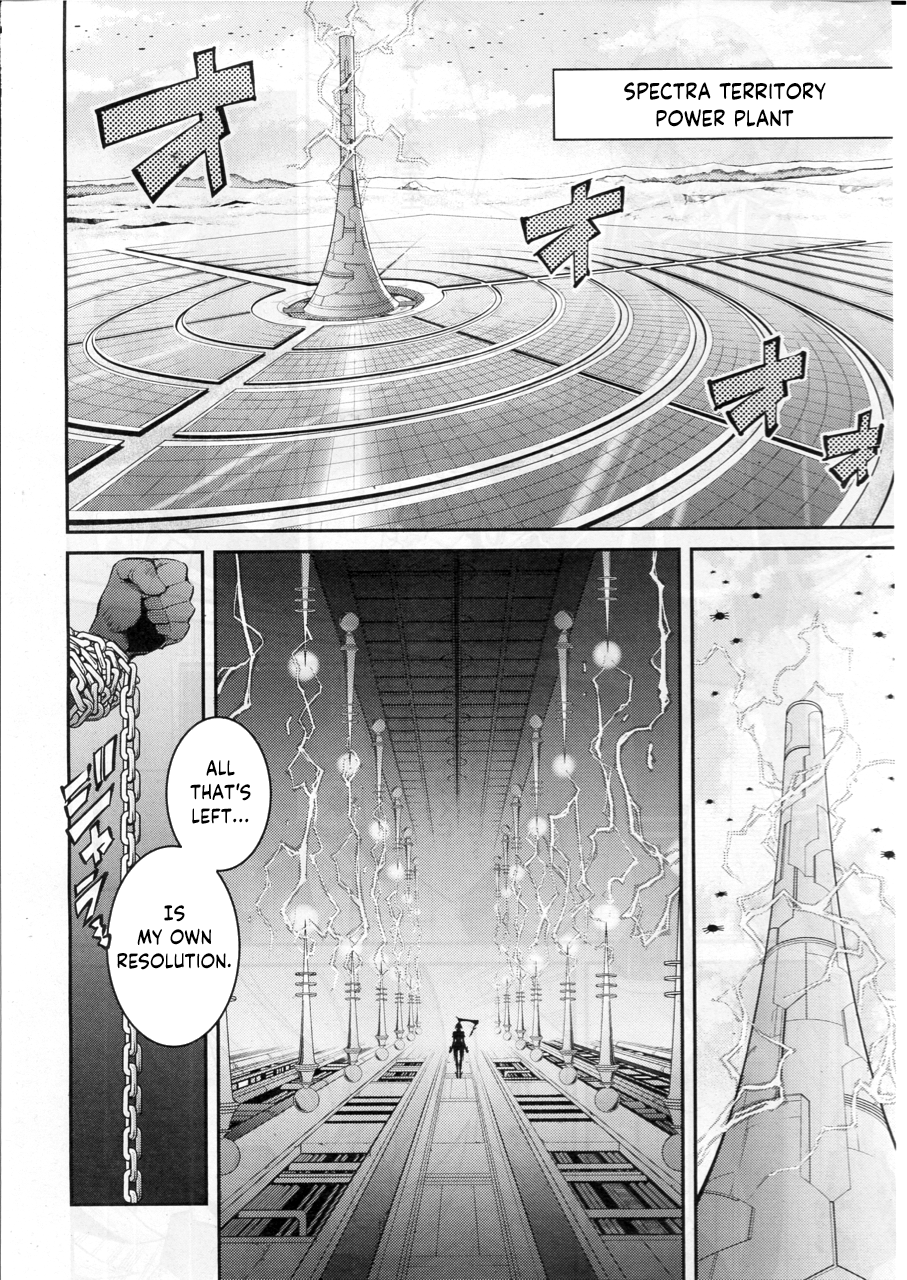 SPECTRA TERRITORY
POWER PLANT
オ
オ
オ
オ
ALL
THAT'S
LEFT...
IS
MY OWN
RESOLUTION.
ジャラ